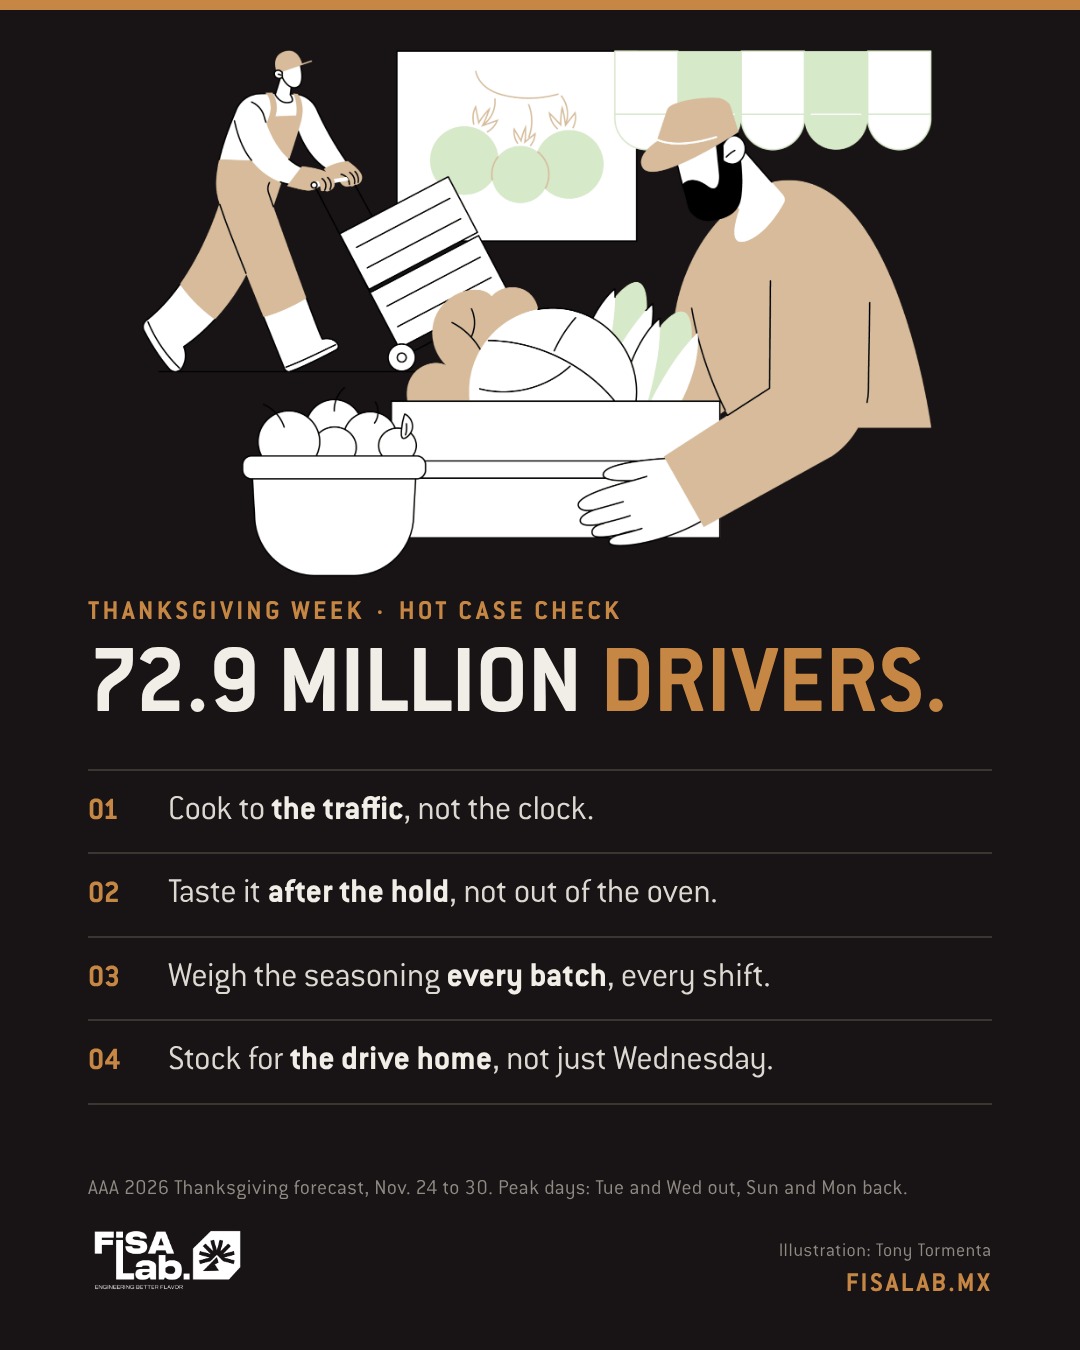 THANKSGIVING WEEK · HOT CASE CHECK
72.9 MILLION DRIVERS.
01 Cook to the traffic, not the clock.
02 Taste it after the hold, not out of the oven.
03 Weigh the seasoning every batch, every shift.
04 Stock for the drive home, not just Wednesday.
AAA 2026 Thanksgiving forecast, Nov. 24 to 30. Peak days: Tue and Wed out, Sun and Mon back.
FiSA
Lab.
ENGINEERING BETTER FLAVOR
Illustration: Tony Tormenta
FISALAB.MX